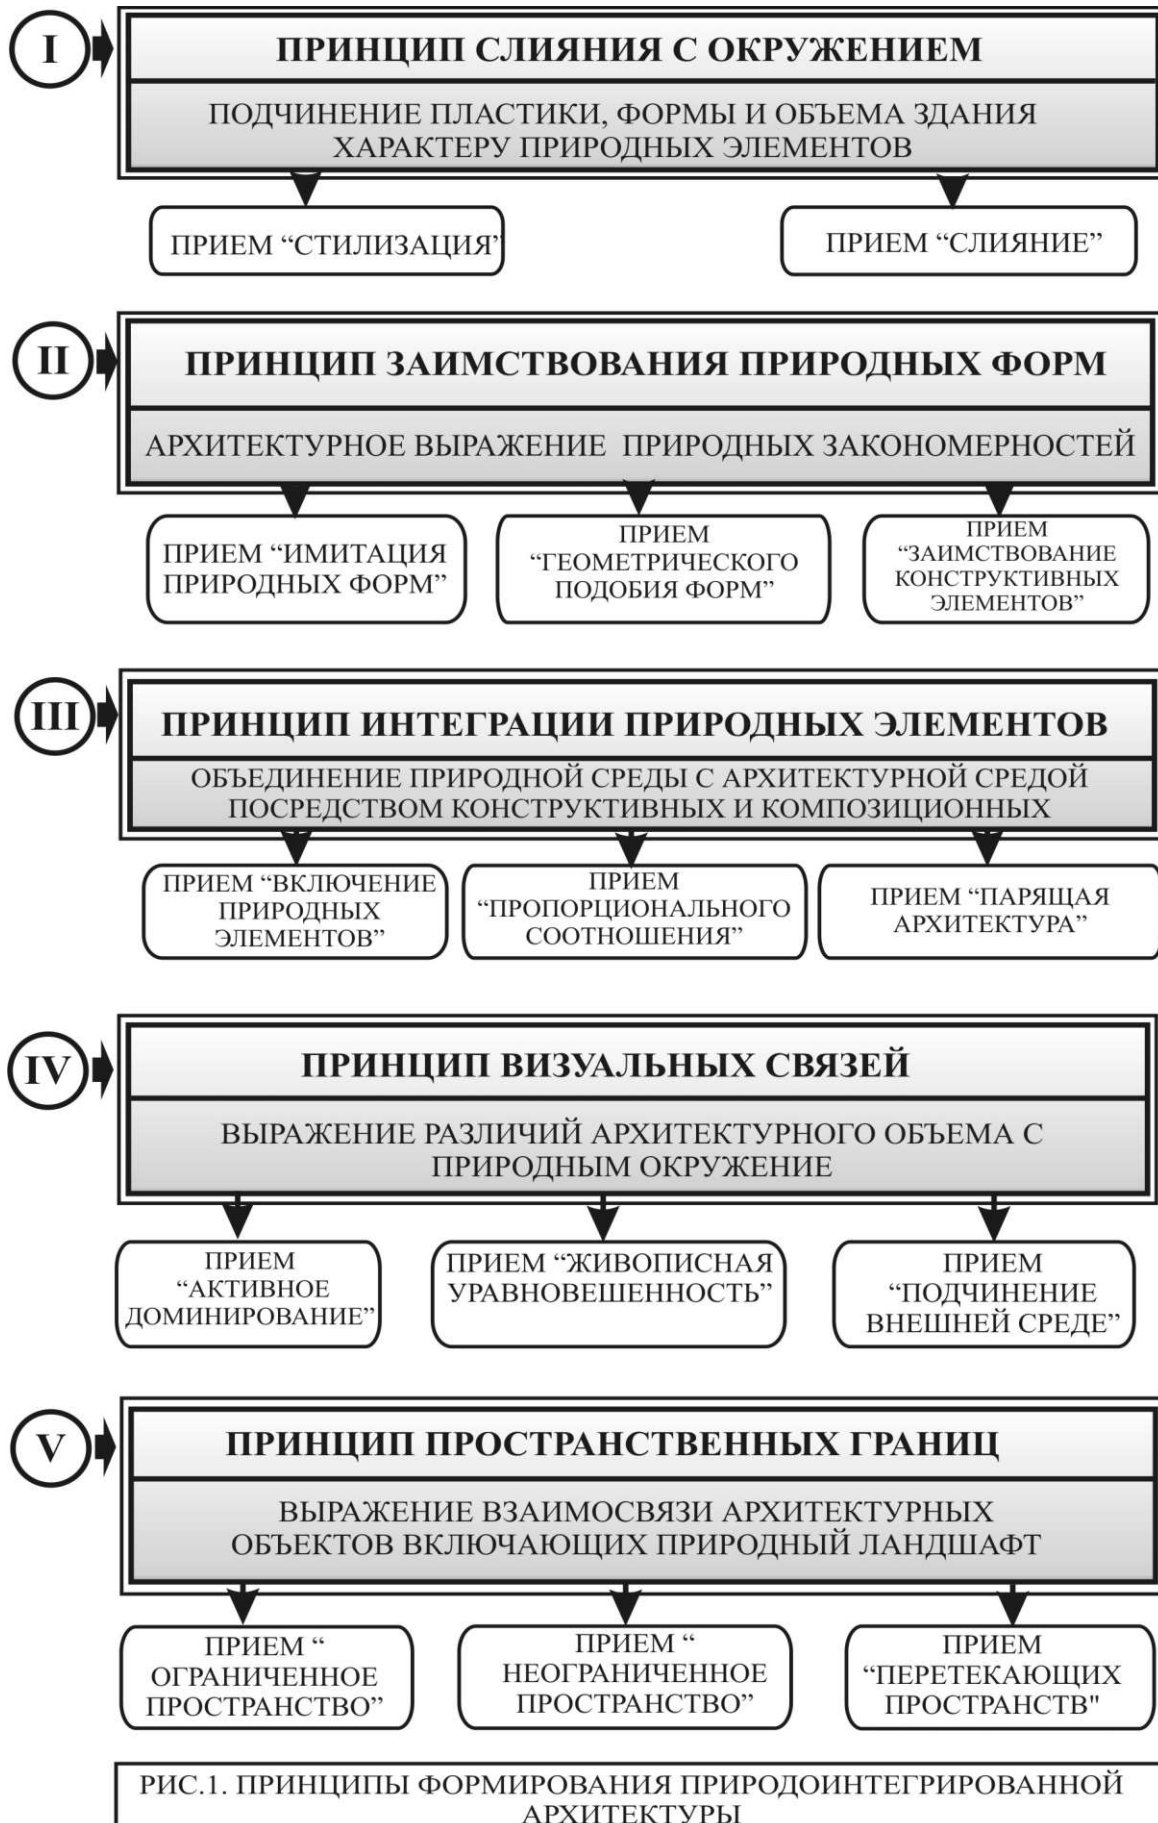 I
ПРИНЦИП СЛИЯНИЯ С ОКРУЖЕНИЕМ
ПОДЧИНЕНИЕ ПЛАСТИКИ, ФОРМЫ И ОБЪЕМА ЗДАНИЯ
ХАРАКТЕРУ ПРИРОДНЫХ ЭЛЕМЕНТОВ
ПРИЕМ “СТИЛИЗАЦИЯ”
ПРИЕМ “СЛИЯНИЕ”
II
ПРИНЦИП ЗАИМСТВОВАНИЯ ПРИРОДНЫХ ФОРМ
АРХИТЕКТУРНОЕ ВЫРАЖЕНИЕ ПРИРОДНЫХ ЗАКОНОМЕРНОСТЕЙ
ПРИЕМ “ИМИТАЦИЯ
ПРИРОДНЫХ ФОРМ”
ПРИЕМ
“ГЕОМЕТРИЧЕСКОГО
ПОДОБИЯ ФОРМ”
ПРИЕМ
“ЗАИМСТВОВАНИЕ
КОНСТРУКТИВНЫХ
ЭЛЕМЕНТОВ”
III
ПРИНЦИП ИНТЕГРАЦИИ ПРИРОДНЫХ ЭЛЕМЕНТОВ
ОБЪЕДИНЕНИЕ ПРИРОДНОЙ СРЕДЫ С АРХИТЕКТУРНОЙ СРЕДОЙ
ПОСРЕДСТВОМ КОНСТРУКТИВНЫХ И КОМПОЗИЦИОННЫХ
ПРИЕМ “ВКЛЮЧЕНИЕ
ПРИРОДНЫХ
ЭЛЕМЕНТОВ”
ПРИЕМ
“ПРОПОРЦИОНАЛЬНОГО
СООТНОШЕНИЯ”
ПРИЕМ “ПАРЯЩАЯ
АРХИТЕКТУРА”
IV
ПРИНЦИП ВИЗУАЛЬНЫХ СВЯЗЕЙ
ВЫРАЖЕНИЕ РАЗЛИЧИЙ АРХИТЕКТУРНОГО ОБЪЕМА С
ПРИРОДНЫМ ОКРУЖЕНИЕ
ПРИЕМ
“АКТИВНОЕ
ДОМИНИРОВАНИЕ”
ПРИЕМ “ЖИВОПИСНАЯ
УРАВНОВЕШЕННОСТЬ”
ПРИЕМ
“ПОДЧИНЕНИЕ
ВНЕШНЕЙ СРЕДЕ”
V
ПРИНЦИП ПРОСТРАНСТВЕННЫХ ГРАНИЦ
ВЫРАЖЕНИЕ ВЗАИМОСВЯЗИ АРХИТЕКТУРНЫХ
ОБЪЕКТОВ ВКЛЮЧАЮЩИХ ПРИРОДНЫЙ ЛАНДШАФТ
ПРИЕМ “
ОГРАНИЧЕННОЕ
ПРОСТРАНСТВО”
ПРИЕМ “
НЕОГРАНИЧЕННОЕ
ПРОСТРАНСТВО”
ПРИЕМ
“ПЕРЕТЕКАЮЩИХ
ПРОСТРАНСТВ"
РИС.1. ПРИНЦИПЫ ФОРМИРОВАНИЯ ПРИРОДОИНТЕГРИРОВАННОЙ
АРХИТЕКТУРЫ